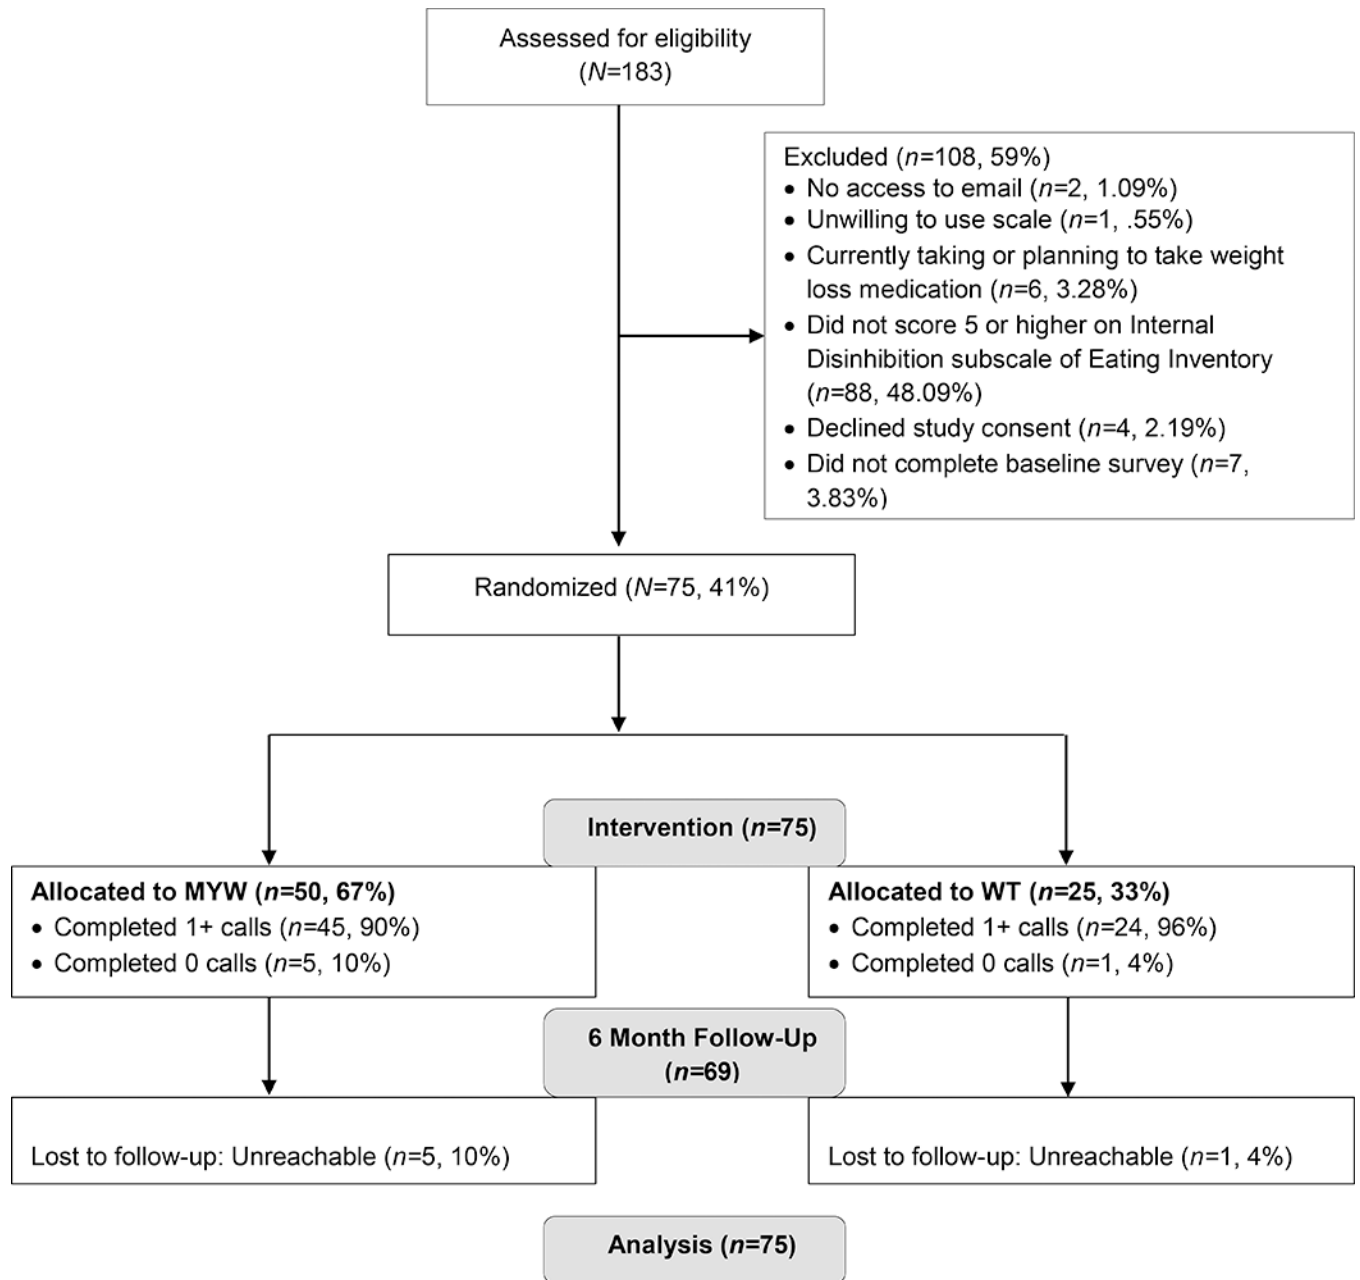 Assessed for eligibility
(N=183)
Excluded (n=108, 59%)
• No access to email (n=2, 1.09%)
• Unwilling to use scale (n=1, .55%)
• Currently taking or planning to take weight
loss medication (n=6, 3.28%)
• Did not score 5 or higher on Internal
Disinhibition subscale of Eating Inventory
(n=88, 48.09%)
• Declined study consent (n=4, 2.19%)
• Did not complete baseline survey (n=7,
3.83%)
Randomized (N=75, 41%)
Intervention (n=75)
Allocated to MYW (n=50, 67%)
• Completed 1+ calls (n=45, 90%)
• Completed 0 calls (n=5, 10%)
Allocated to WT (n=25, 33%)
• Completed 1+ calls (n=24, 96%)
• Completed 0 calls (n=1, 4%)
6 Month Follow-Up
(n=69)
Lost to follow-up: Unreachable (n=5, 10%)
Lost to follow-up: Unreachable (n=1, 4%)
Analysis (n=75)